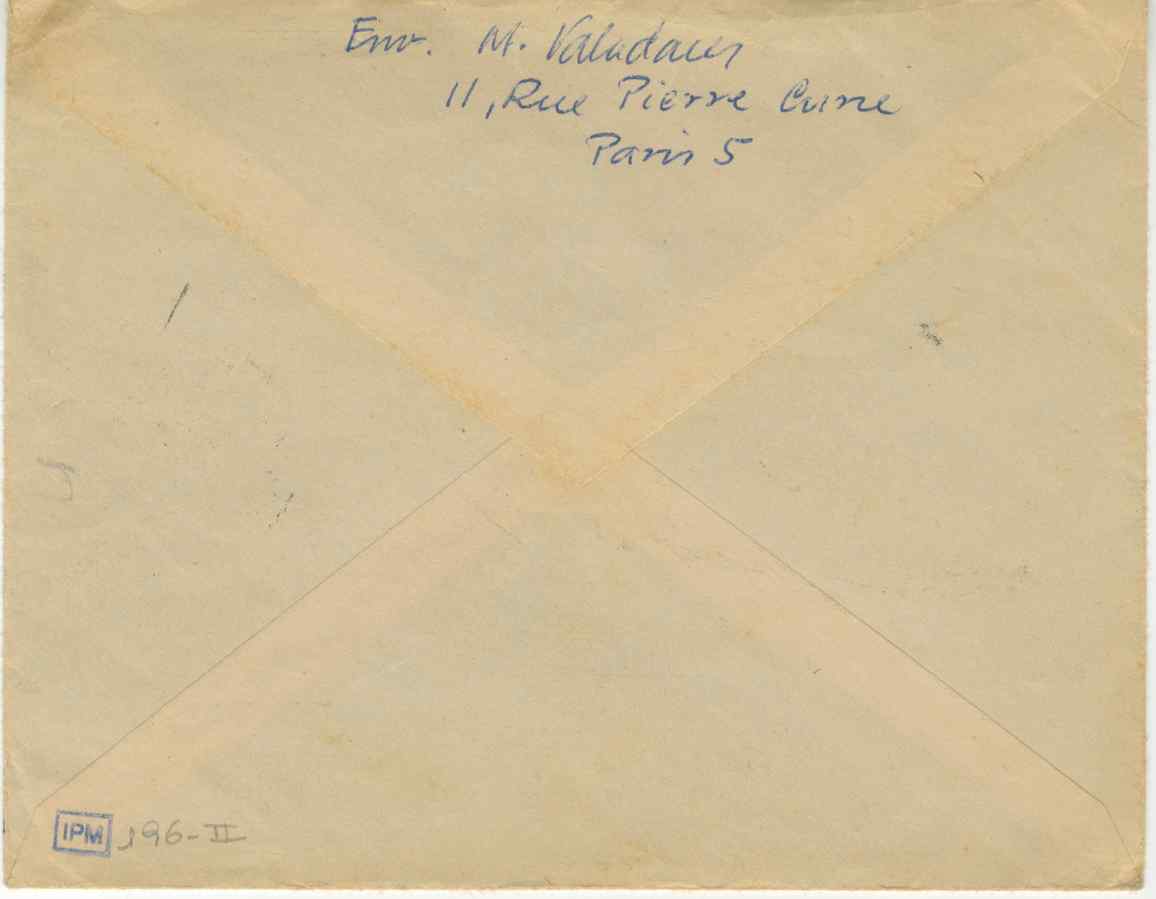 Env. M. Valadares
11, Rue Pierre Curie
Paris 5
IPM 196-II